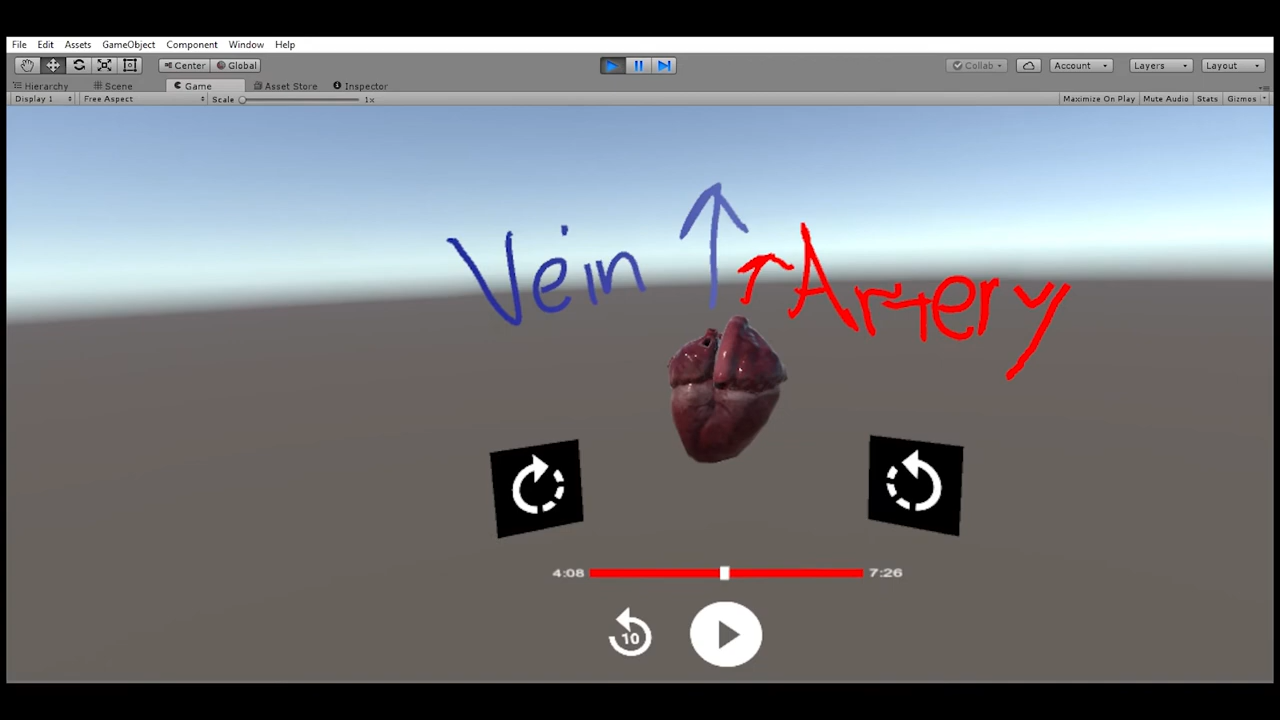 File Edit Assets GameObject Component Window Help
Center Global Collab Account Layers Layout
Hierarchy Scene Game Asset Store Inspector
Display 1 Free Aspect Scale 1x Maximize On Play Mute Audio Stats Gizmos
Vein Artery
4:08 7:26
10